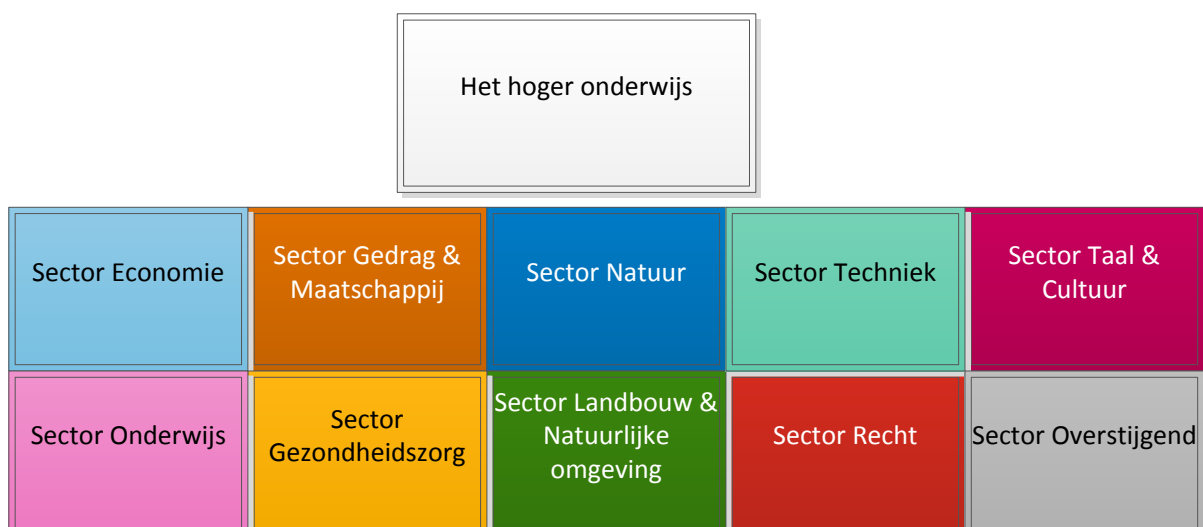 Het hoger onderwijs
Sector Economie
Sector Gedrag &
Maatschappij
Sector Natuur
Sector Techniek
Sector Taal &
Cultuur
Sector Onderwijs
Sector
Gezondheidszorg
Sector Landbouw &
Natuurlijke
omgeving
Sector Recht
Sector Overstijgend